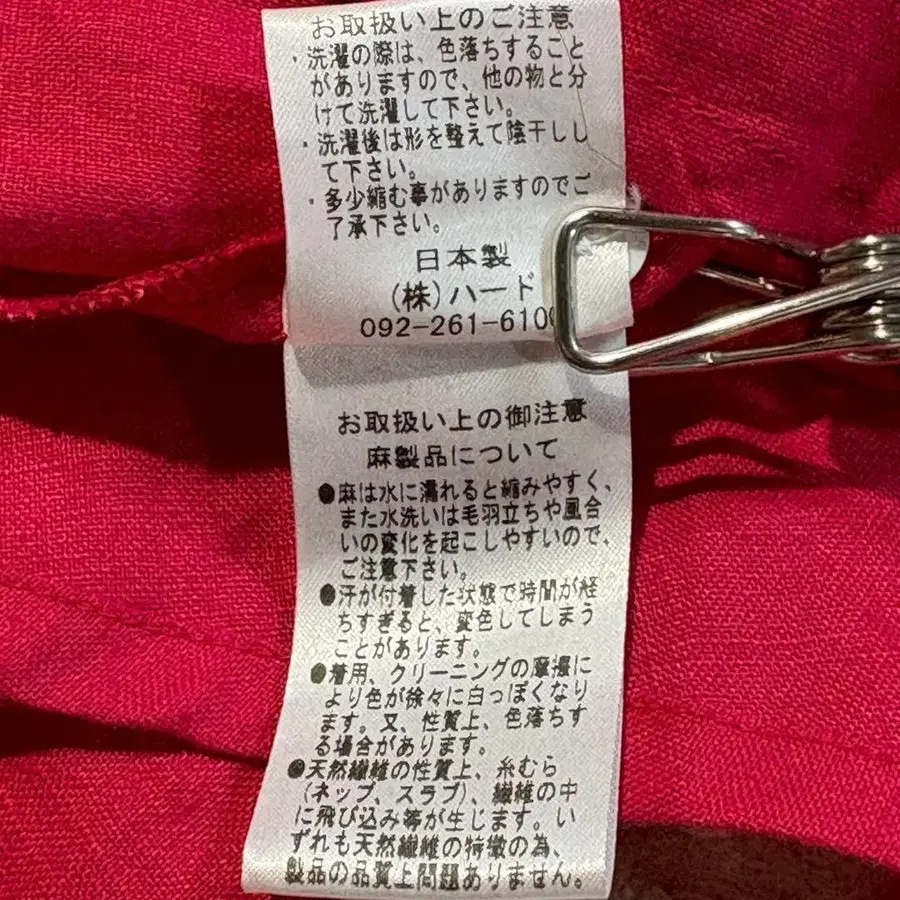 お取扱い上のご注意
・洗濯の際は、色落ちすること
がありますので、他の物と分
けて洗濯して下さい。
・洗濯後は形を整えて陰干しし
て下さい。
・多少縮む事がありますのでご
了承下さい。
日本製
(株)ハード
092-261-610
お取扱い上の御注意
麻製品について
●麻は水に濡れると縮みやすく、
また水洗いは毛羽立ちや風合
いの変化を起こしやすいので、
ご注意下さい。
●汗が付着した状態で時間が経
ちすぎると、変色してしまう
ことがあります。
●着用、クリーニングの摩擦に
より色が徐々に白っぽくなり
ます。又、性質上、色落ちす
る場合があります。
●天然繊維の性質上、糸むら
(ネップ、スラブ)、繊維の中
に飛び込み等が生じます。い
ずれも天然繊維の特徴の為、
製品の品質上問題ありません。